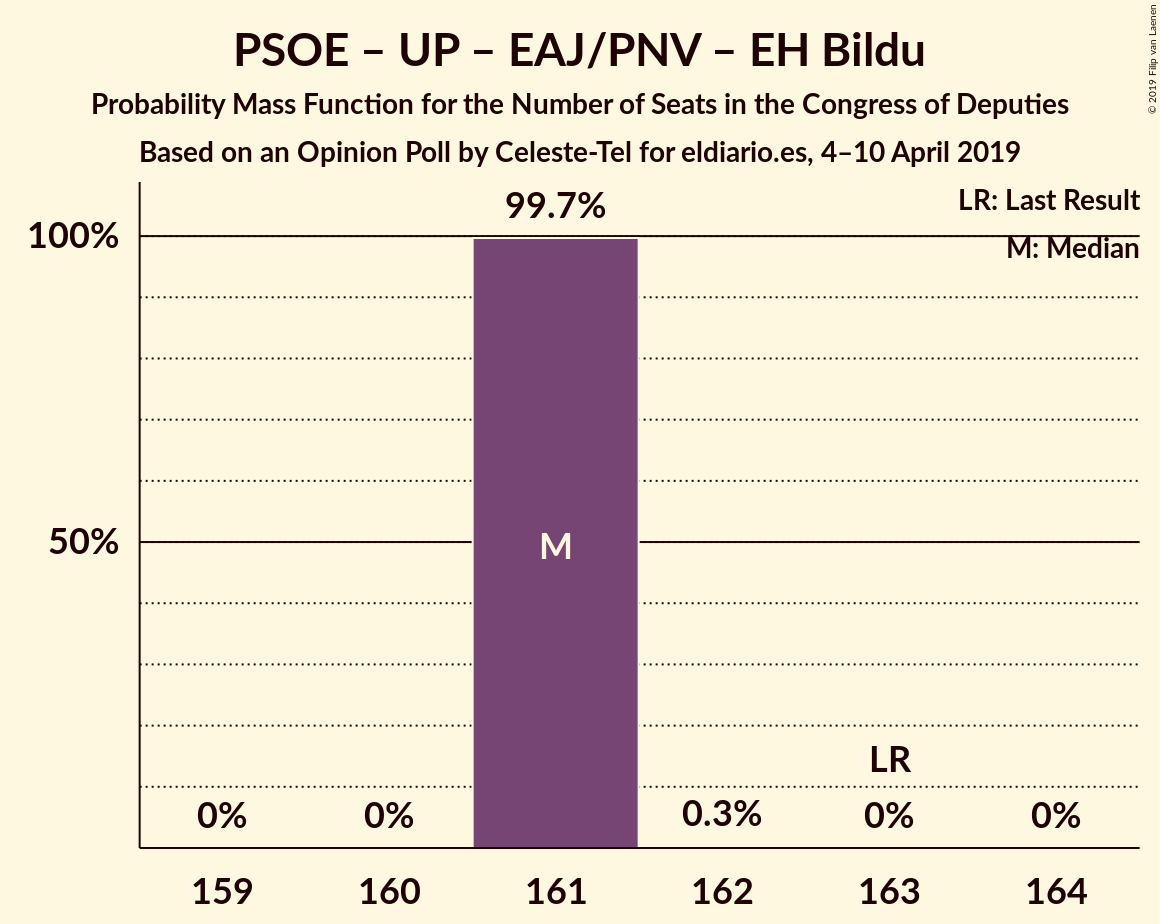 PSOE – UP – EAJ/PNV – EH Bildu
Probability Mass Function for the Number of Seats in the Congress of Deputies
Based on an Opinion Poll by Celeste-Tel for eldiario.es, 4–10 April 2019
© 2019 Filip van Laenen
LR: Last Result
M: Median
99.7%
100%
50%
M
LR
0%
0%
0.3%
0%
0%
159
160
161
162
163
164